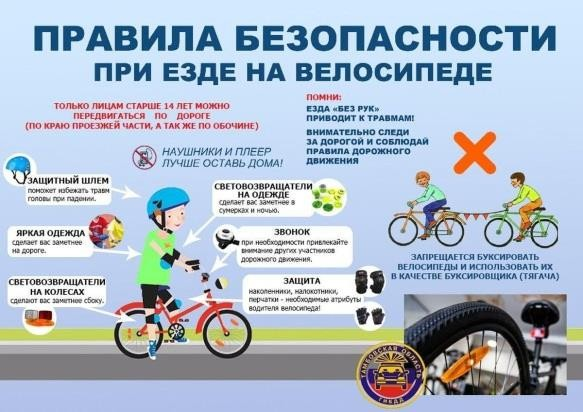 ПРАВИЛА БЕЗОПАСНОСТИ
ПРИ ЕЗДЕ НА ВЕЛОСИПЕДЕ
ТОЛЬКО ЛИЦАМ СТАРШЕ 14 ЛЕТ МОЖНО
ПЕРЕДВИГАТЬСЯ ПО ДОРОГЕ
(ПО КРАЮ ПРОЕЗЖЕЙ ЧАСТИ, А ТАК ЖЕ ПО ОБОЧИНЕ)
НАУШНИКИ И ПЛЕЕР
ЛУЧШЕ ОСТАВЬ ДОМА!
ПОМНИ:
ЕЗДА «БЕЗ РУК»
ПРИВОДИТ К ТРАВМАМ!
ВНИМАТЕЛЬНО СЛЕДИ
ЗА ДОРОГОЙ И СОБЛЮДАЙ
ПРАВИЛА ДОРОЖНОГО
ДВИЖЕНИЯ
ЗАЩИТНЫЙ ШЛЕМ
поможет избежать травм
головы при падении.
ЯРКАЯ ОДЕЖДА
сделает вас заметнее
на дороге.
СВЕТОВОЗВРАЩАТЕЛИ
НА КОЛЕСАХ
сделают вас заметнее сбоку.
СВЕТОВОЗВРАЩАТЕЛИ
НА ОДЕЖДЕ
сделает вас заметнее в
сумерках и ночью.
ЗВОНОК
при необходимости привлекайте
внимание других участников
дорожного движения.
ЗАЩИТА
наколенники, налокотники,
перчатки - необходимые атрибуты
водителя велосипеда!
ЗАПРЕЩАЕТСЯ БУКСИРОВАТЬ
ВЕЛОСИПЕДЫ И ИСПОЛЬЗОВАТЬ ИХ
В КАЧЕСТВЕ БУКСИРОВЩИКА (ТЯГАЧА)
ТАМБОВСКАЯ ОБЛАСТЬ
ГИБДД